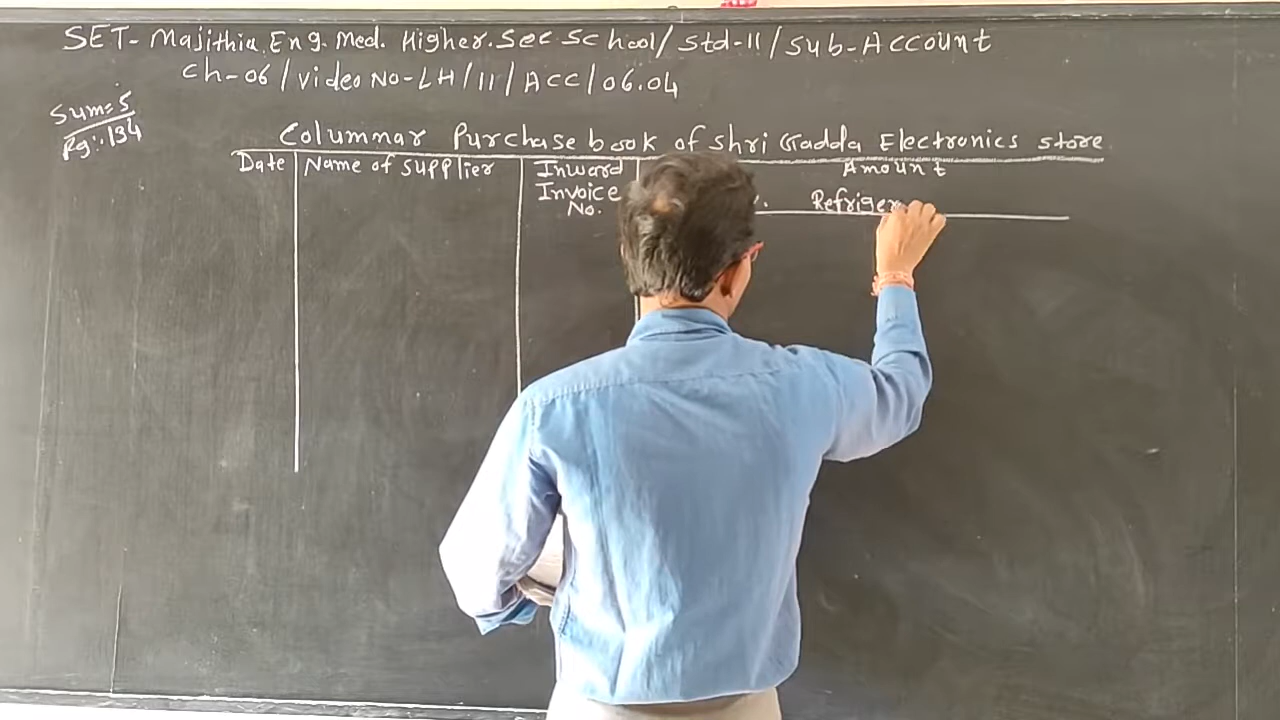 SET- Majithia Eng. Med. Higher. Sec School/ Std-11/ Sub-Account
Ch-06/Video No-LH/11/ACC/06.04
Sum:5
Pg:.134
Columnar Purchase book of Shri Gadda Electronics store
Date Name of Supplier Inward Amount
Invoice
No. Refriger